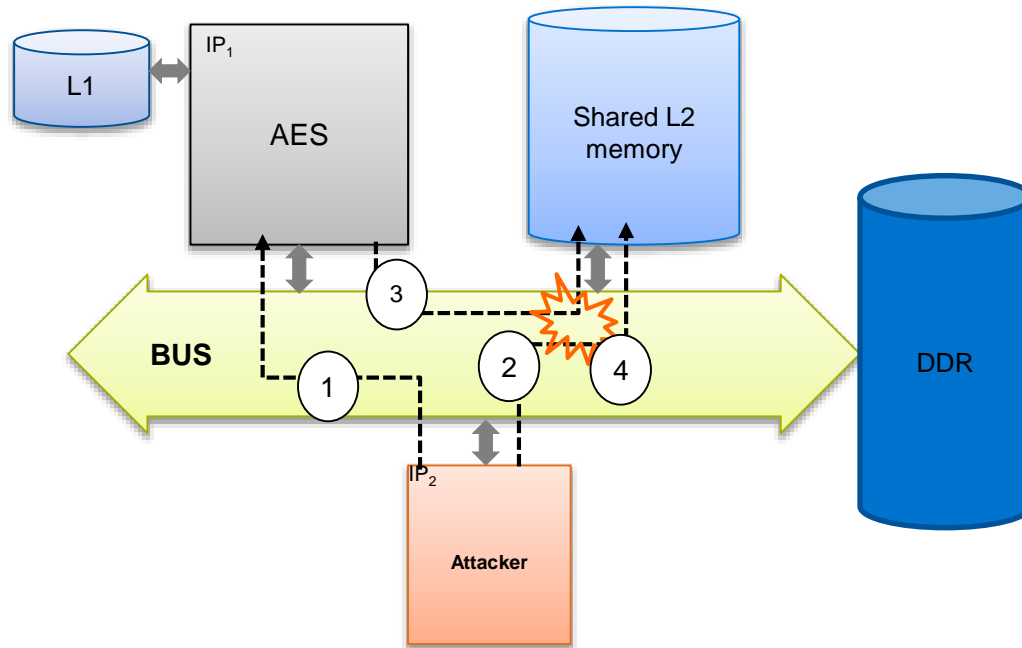 IP₁
L1
AES
Shared L2
memory
3
BUS
1
2
4
DDR
IP₂
Attacker